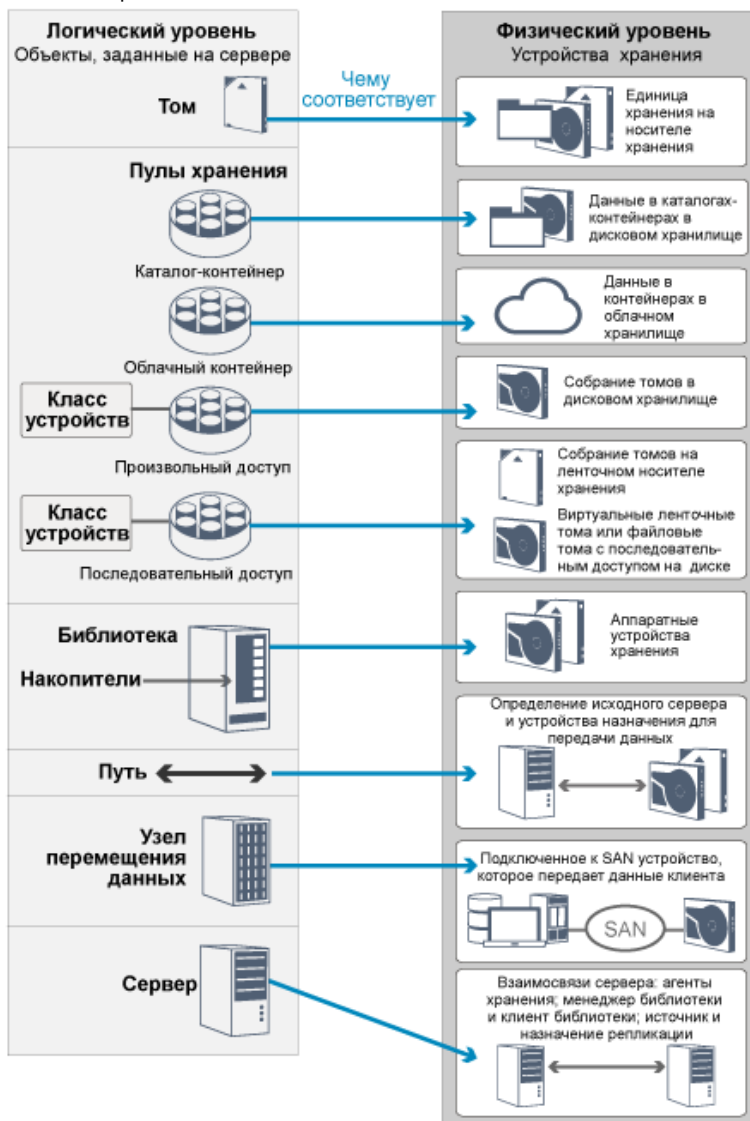 Логический уровень
Объекты, заданные на сервере
Том
Пулы хранения
Каталог-контейнер
Облачный контейнер
Класс
устройств
Произвольный доступ
Класс
устройств
Последовательный доступ
Библиотека
Накопители
Путь
Узел
перемещения
данных
Сервер
Чему
соответствует
Физический уровень
Устройства хранения
Единица
хранения на
носителе
хранения
Данные в каталогах-
контейнерах в
дисковом хранилище
Данные в
контейнерах в
облачном
хранилище
Собрание томов в
дисковом хранилище
Собрание томов на
ленточном носителе
хранения
Виртуальные ленточные
тома или файловые
тома с последователь-
ным доступом на диске
Аппаратные
устройства
хранения
Определение исходного сервера
и устройства назначения для
передачи данных
Подключенное к SAN устройство,
которое передает данные клиента
SAN
Взаимосвязи сервера: агенты
хранения; менеджер библиотеки
и клиент библиотеки; источник и
назначение репликации